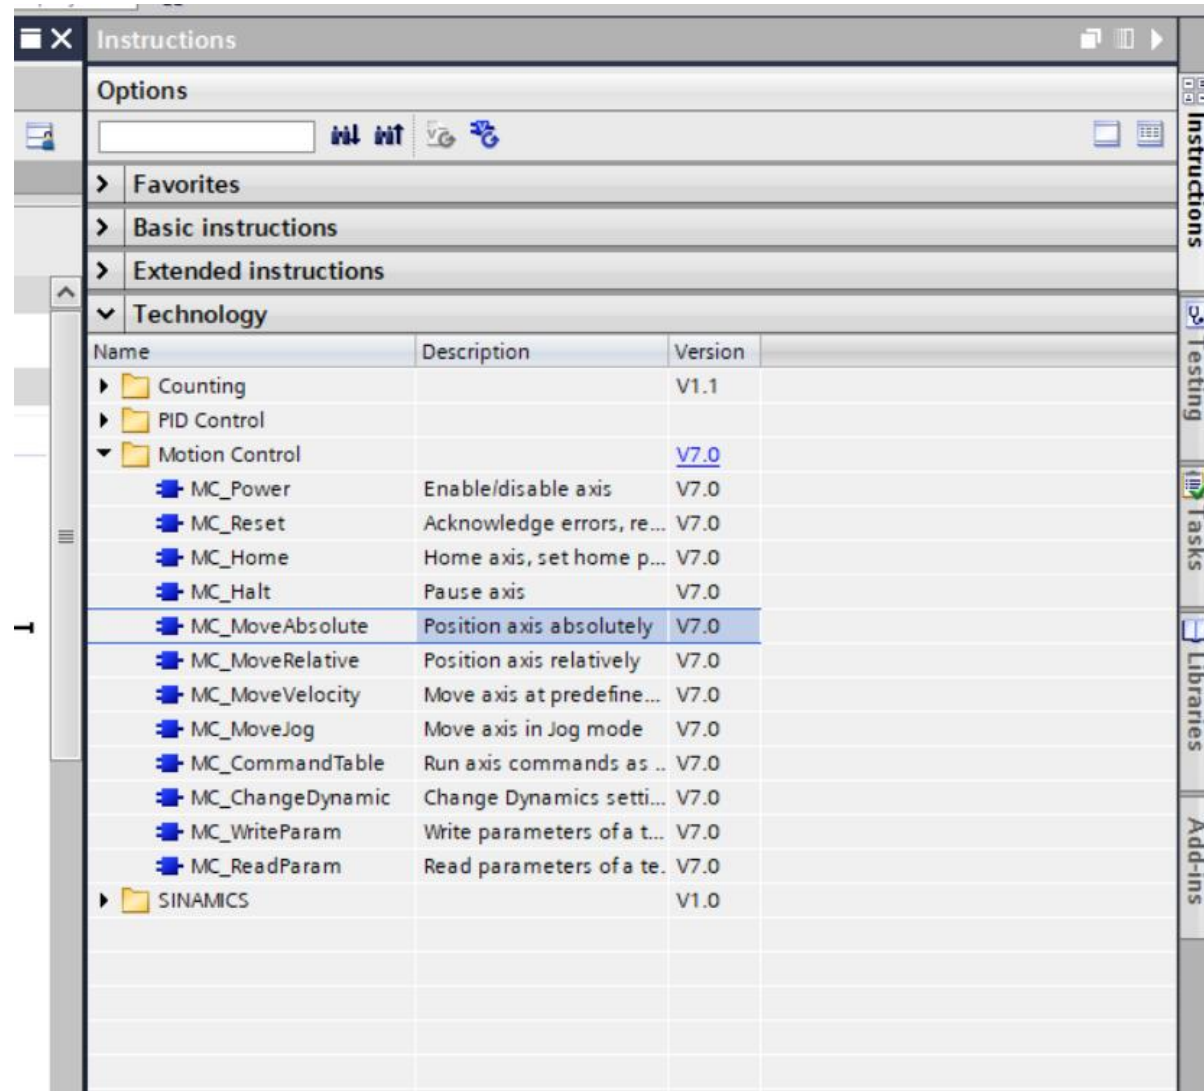 Instructions
Options
Favorites
Basic instructions
Extended instructions
Technology
Name Description Version
Counting V1.1
PID Control
Motion Control V7.0
MC_Power Enable/disable axis V7.0
MC_Reset Acknowledge errors, re... V7.0
MC_Home Home axis, set home p... V7.0
MC_Halt Pause axis V7.0
MC_MoveAbsolute Position axis absolutely V7.0
MC_MoveRelative Position axis relatively V7.0
MC_MoveVelocity Move axis at predefine... V7.0
MC_MoveJog Move axis in Jog mode V7.0
MC_CommandTable Run axis commands as .. V7.0
MC_ChangeDynamic Change Dynamics setti... V7.0
MC_WriteParam Write parameters of a t... V7.0
MC_ReadParam Read parameters of a te. V7.0
SINAMICS V1.0
Instructions
Testing
Tasks
Libraries
Add-ins